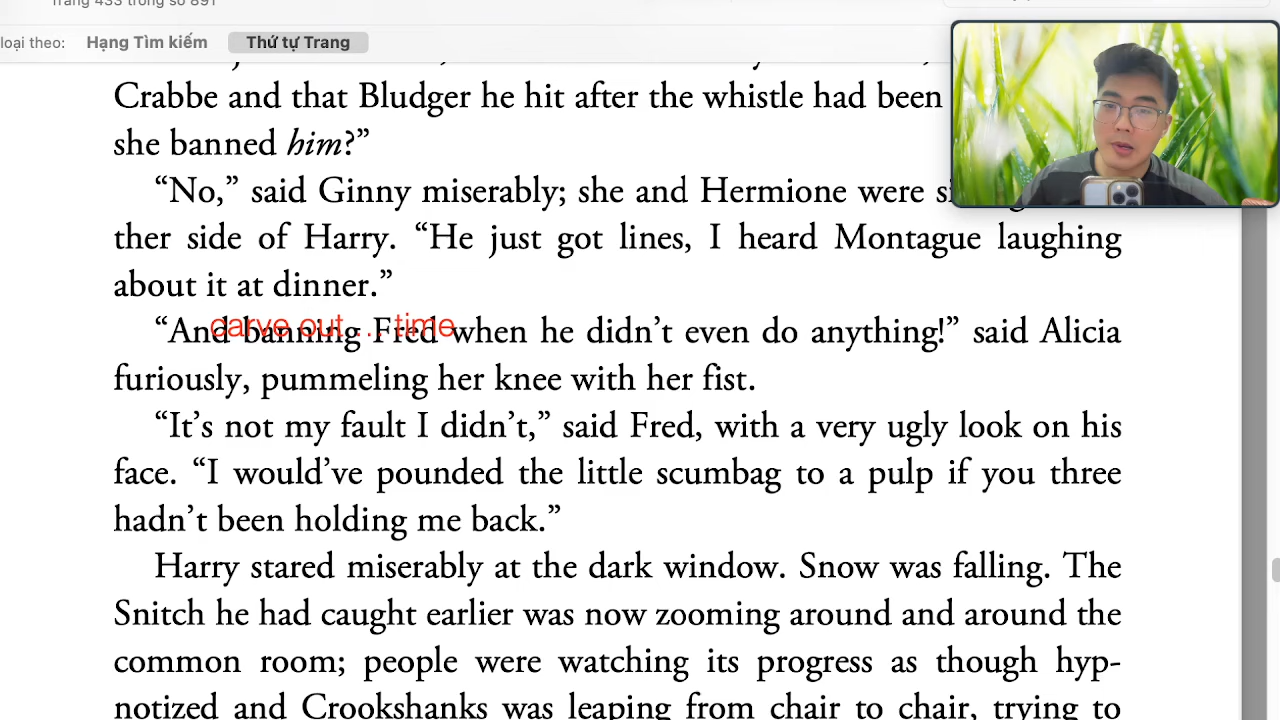 Trang 433 trong số 891
loại theo: Hạng Tìm kiếm Thứ tự Trang
Crabbe and that Bludger he hit after the whistle had been
she banned him?”
“No,” said Ginny miserably; she and Hermione were
ther side of Harry. “He just got lines, I heard Montague laughing
about it at dinner.”
carve out ... time
“And banning Fred when he didn’t even do anything!” said Alicia
furiously, pummeling her knee with her fist.
“It’s not my fault I didn’t,” said Fred, with a very ugly look on his
face. “I would’ve pounded the little scumbag to a pulp if you three
hadn’t been holding me back.”
Harry stared miserably at the dark window. Snow was falling. The
Snitch he had caught earlier was now zooming around and around the
common room; people were watching its progress as though hyp-
notized and Crookshanks was leaping from chair to chair, trying to